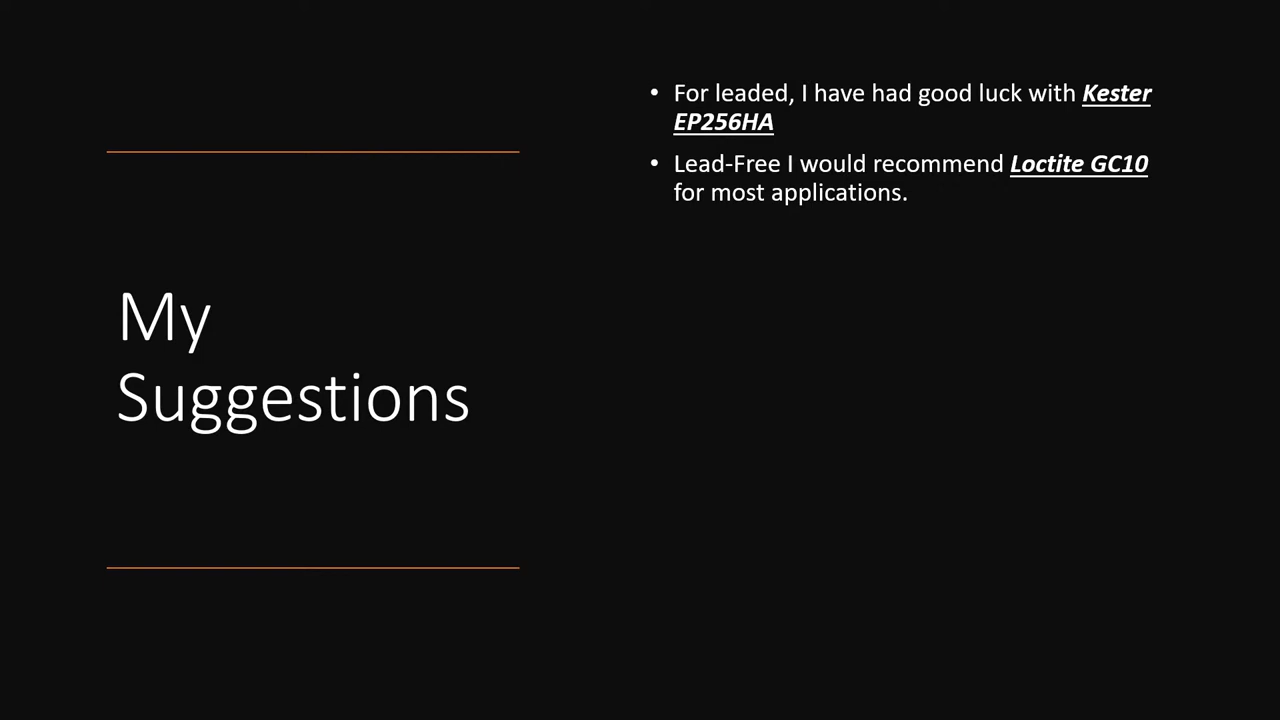 My
Suggestions
• For leaded, I have had good luck with Kester
EP256HA
• Lead-Free I would recommend Loctite GC10
for most applications.